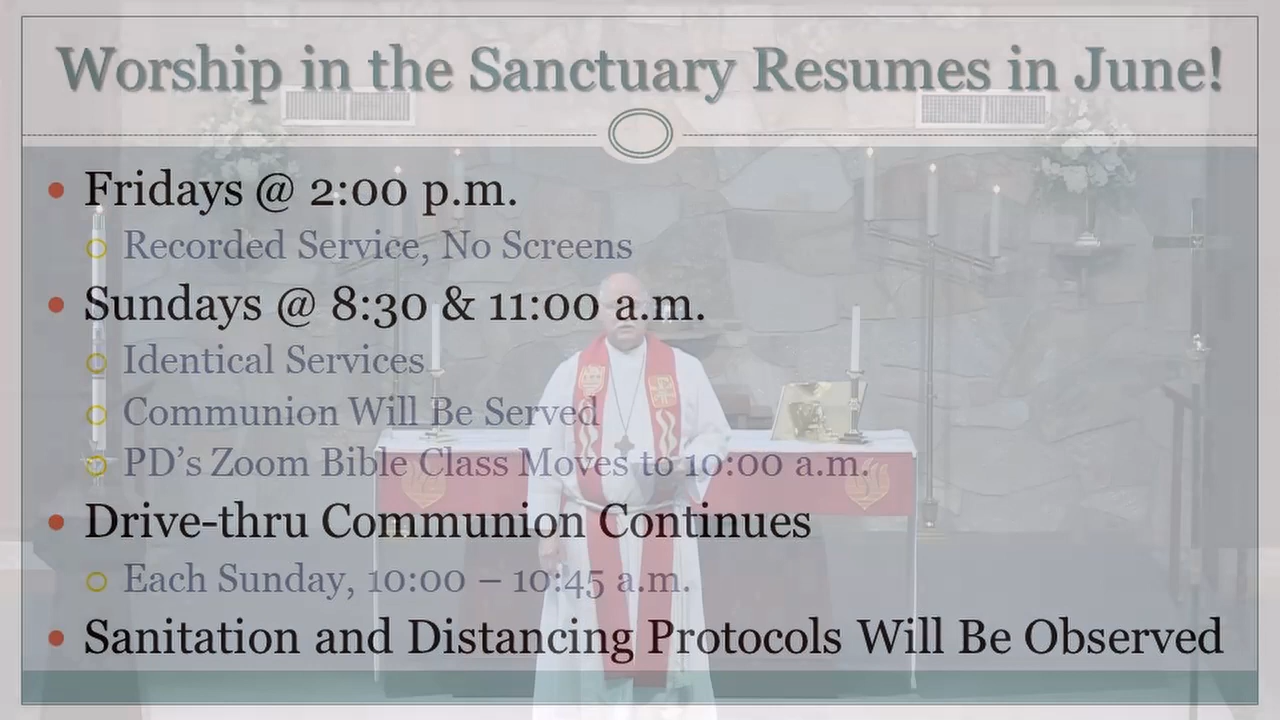 Worship in the Sanctuary Resumes in June!
Fridays @ 2:00 p.m.
Recorded Service, No Screens
Sundays @ 8:30 & 11:00 a.m.
Identical Services
Communion Will Be Served
PD’s Zoom Bible Class Moves to 10:00 a.m.
Drive-thru Communion Continues
Each Sunday, 10:00 – 10:45 a.m.
Sanitation and Distancing Protocols Will Be Observed